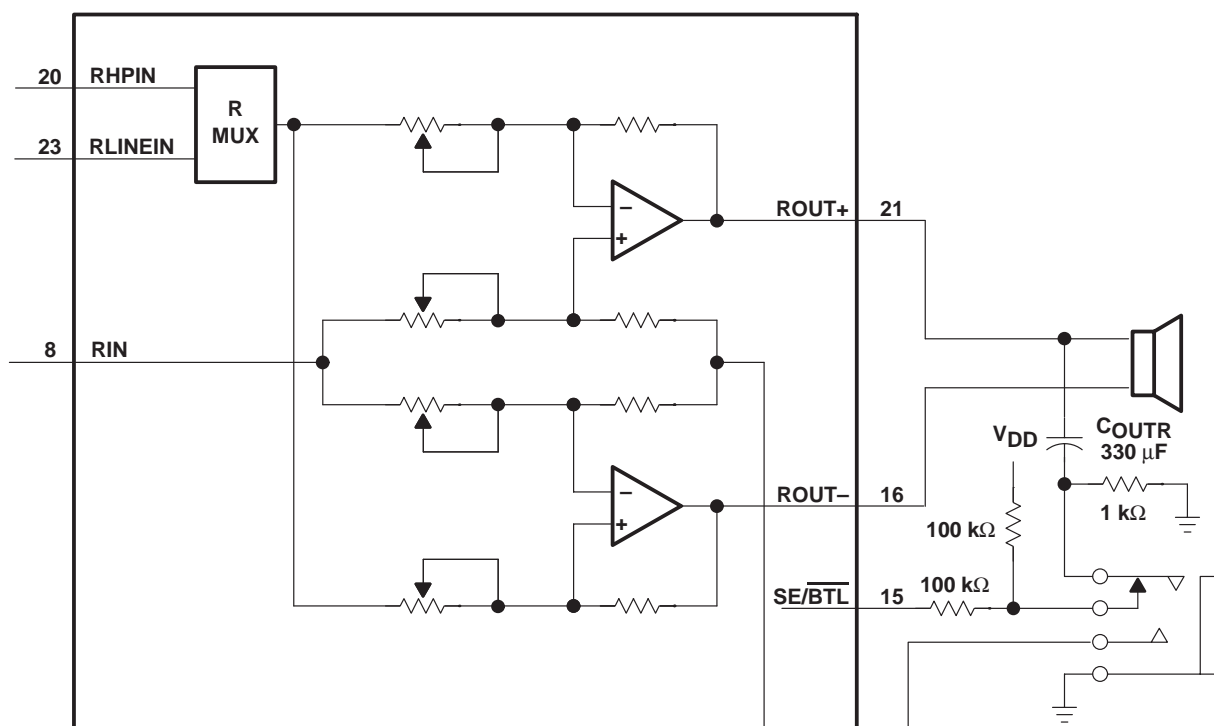 20 RHPIN
R
MUX
23 RLINEIN
−
+
ROUT+ 21
8 RIN
VDD
COUTR
330 μF
−
+
ROUT− 16
1 kΩ
100 kΩ
100 kΩ
SE/B̅T̅L̅ 15